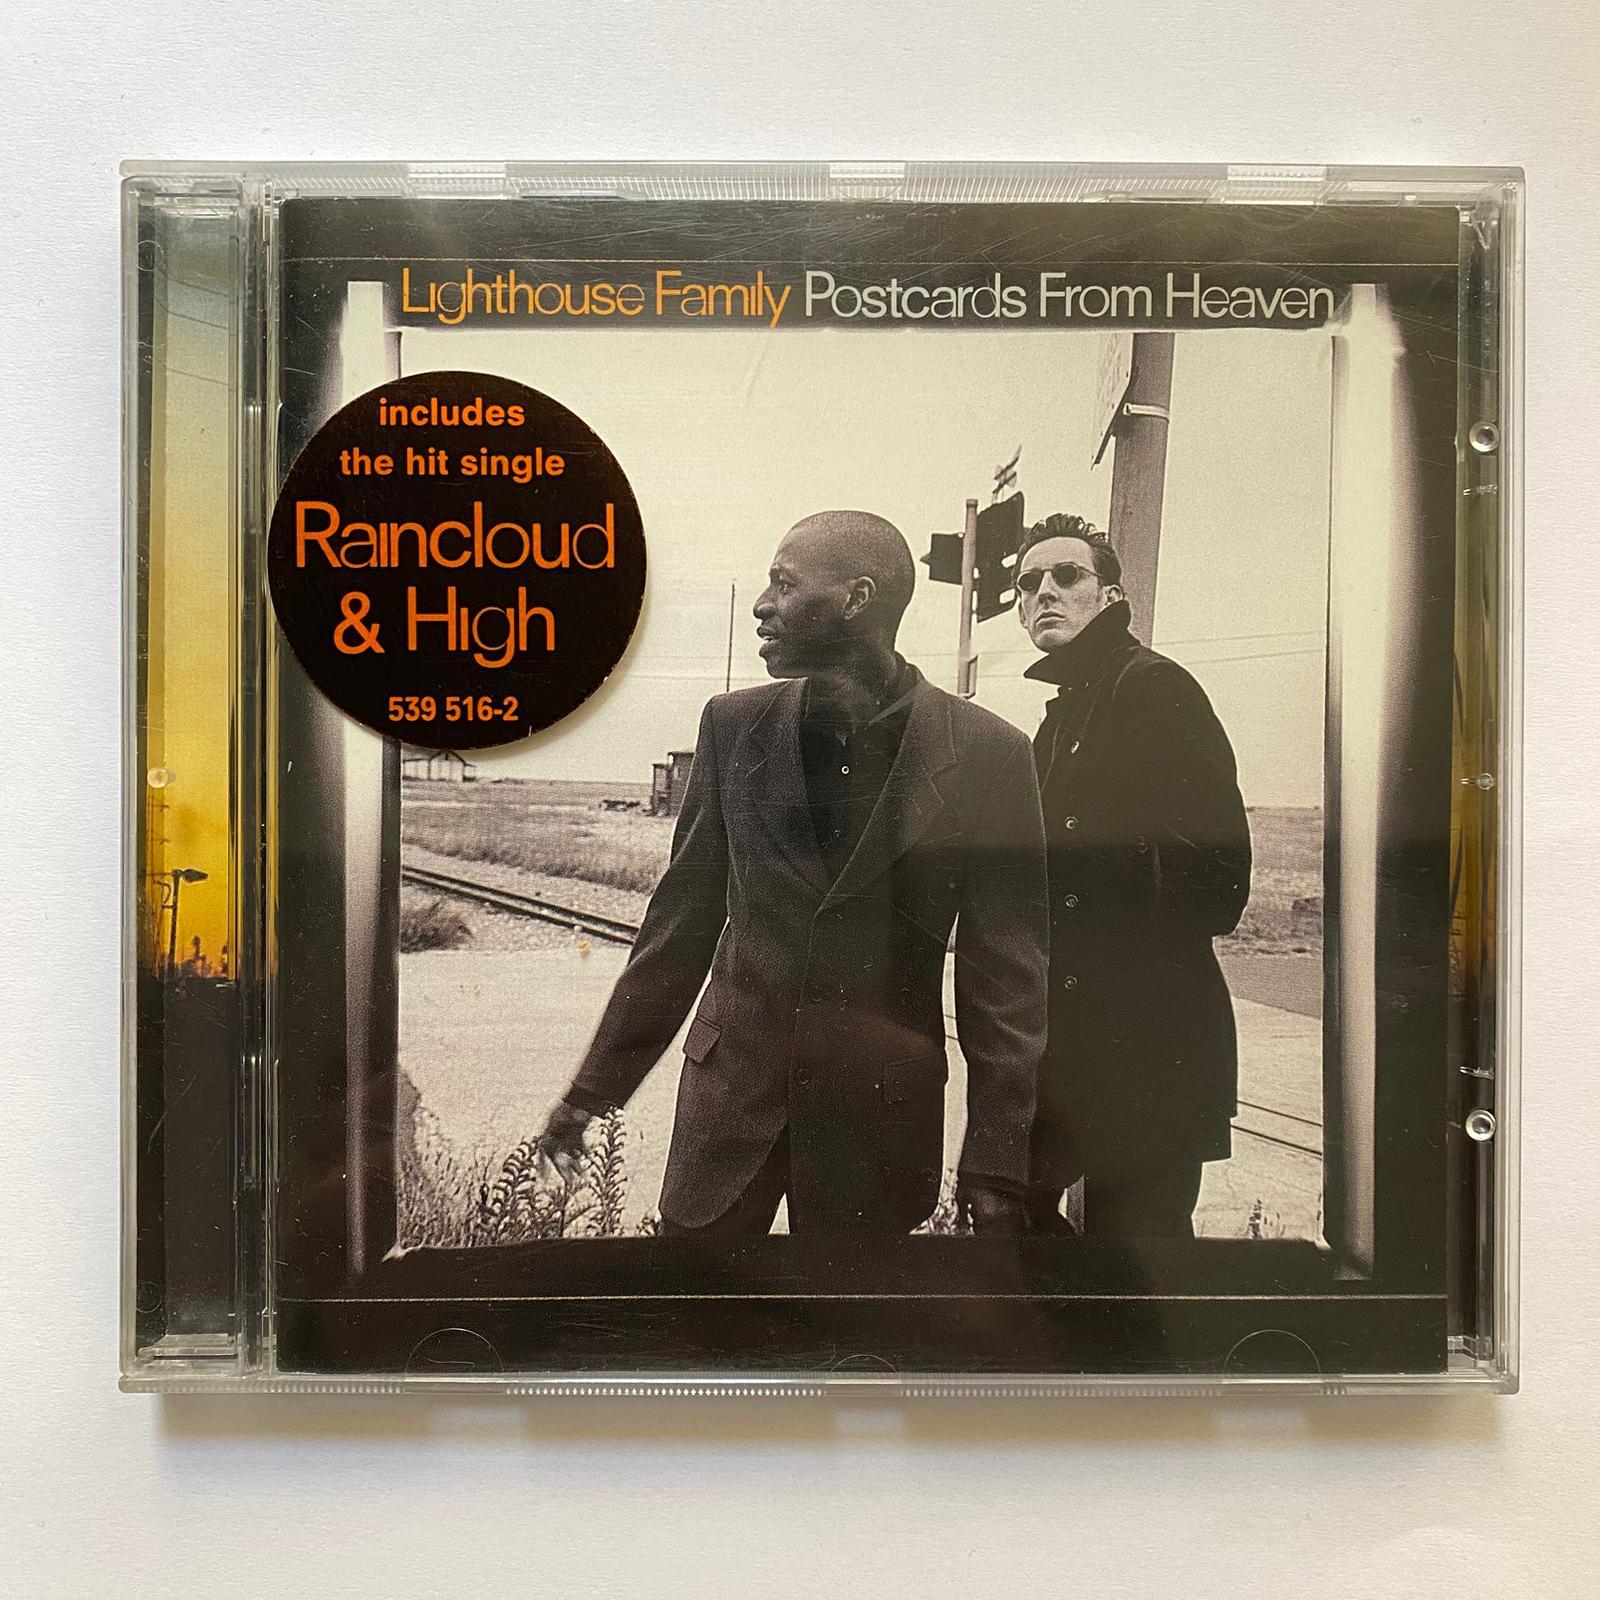 Lighthouse Family Postcards From Heaven
includes
the hit single
Raincloud
& High
539 516-2